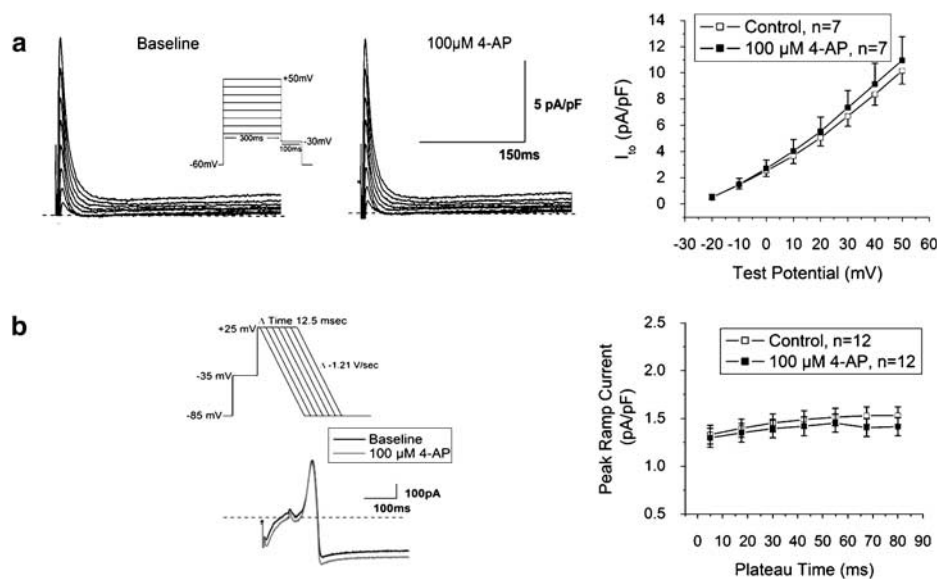 a
Baseline
100µM 4-AP
+50mV
300ms
-30mV
100ms
-60mV
5 pA/pF
150ms
Control, n=7
100 µM 4-AP, n=7
Ito (pA/pF)
14
12
10
8
6
4
2
0
-30 -20 -10 0 10 20 30 40 50 60
Test Potential (mV)
b
Δ Time 12.5 msec
+25 mV
-1.21 V/sec
-35 mV
-85 mV
Baseline
100 µM 4-AP
100pA
100ms
Control, n=12
100 µM 4-AP, n=12
Peak Ramp Current
(pA/pF)
2.5
2.0
1.5
1.0
0.5
0 10 20 30 40 50 60 70 80 90
Plateau Time (ms)